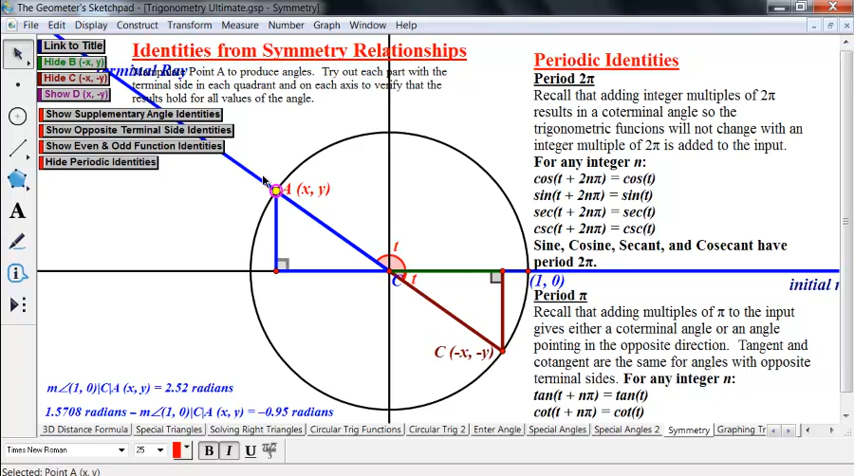 The Geometer's Sketchpad - [Trigonometry Ultimate.gsp - Symmetry]
File Edit Display Construct Transform Measure Number Graph Window Help
Link to Title
Hide B (-x, y)
Hide C (-x, -y)
Show D (x, -y)
Show Supplementary Angle Identities
Show Opposite Terminal Side Identities
Show Even & Odd Function Identities
Hide Periodic Identities
Identities from Symmetry Relationships
Terminal Ray
Point A to produce angles. Try out each part with the
terminal side in each quadrant and on each axis to verify that the
results hold for all values of the angle.
A (x, y)
t
t
C
(1, 0)
C (-x, -y)
m∠(1, 0)|C|A (x, y) = 2.52 radians
1.5708 radians – m∠(1, 0)|C|A (x, y) = –0.95 radians
Periodic Identities
Period 2π
Recall that adding integer multiples of 2π
results in a coterminal angle so the
trigonometric funcions will not change with an
integer multiple of 2π is added to the input.
For any integer n:
cos(t + 2nπ) = cos(t)
sin(t + 2nπ) = sin(t)
sec(t + 2nπ) = sec(t)
csc(t + 2nπ) = csc(t)
Sine, Cosine, Secant, and Cosecant have
period 2π.
initial r
Period π
Recall that adding multiples of π to the input
gives either a coterminal angle or an angle
pointing in the opposite direction. Tangent and
cotangent are the same for angles with opposite
terminal sides. For any integer n:
tan(t + nπ) = tan(t)
cot(t + nπ) = cot(t)
3D Distance Formula Special Triangles Solving Right Triangles Circular Trig Functions Circular Trig 2 Enter Angle Special Angles Special Angles 2 Symmetry Graphing Tr
Times New Roman 25 B I U
Selected: Point A (x, y)